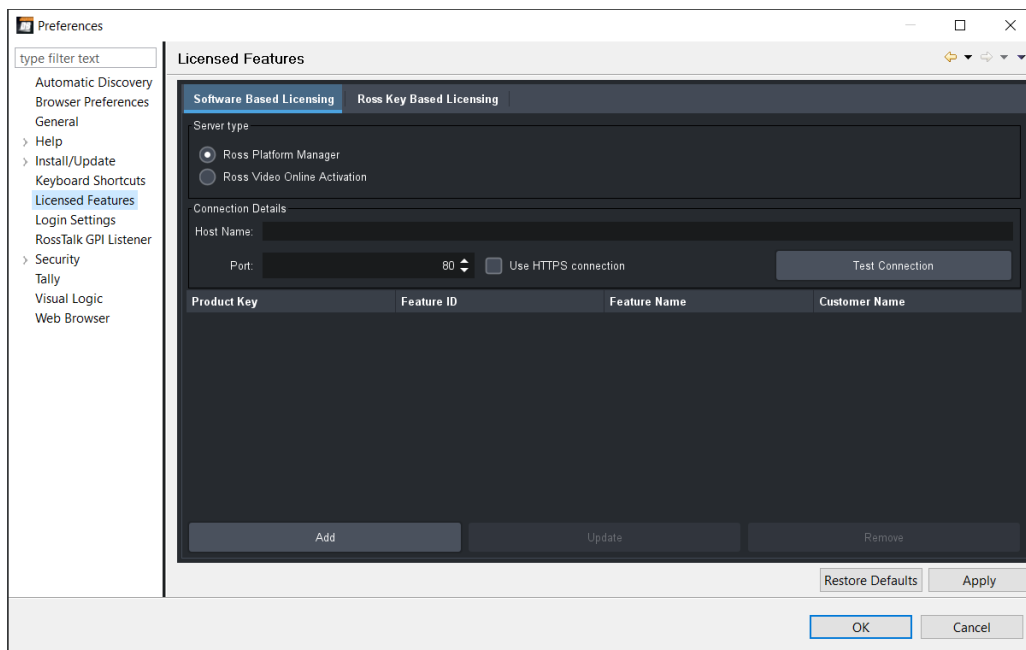 Preferences
type filter text
Automatic Discovery
Browser Preferences
General
Help
Install/Update
Keyboard Shortcuts
Licensed Features
Login Settings
RossTalk GPI Listener
Security
Tally
Visual Logic
Web Browser
Licensed Features
Software Based Licensing Ross Key Based Licensing
Server type
Ross Platform Manager
Ross Video Online Activation
Connection Details
Host Name:
Port: 80 Use HTTPS connection Test Connection
Product Key Feature ID Feature Name Customer Name
Add Update Remove
Restore Defaults Apply
OK Cancel